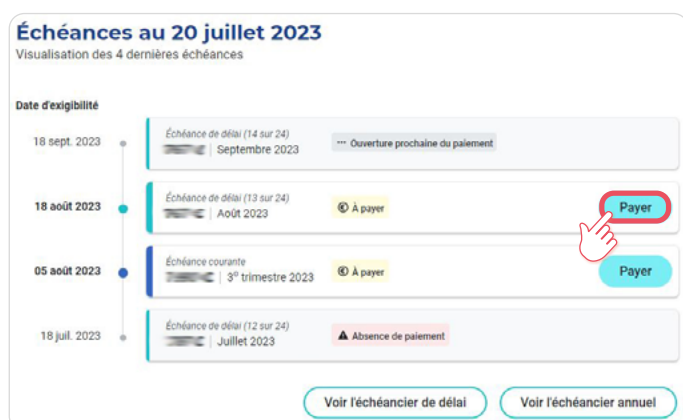 Échéances au 20 juillet 2023
Visualisation des 4 dernières échéances
Date d'exigibilité
18 sept. 2023
Échéance de délai (14 sur 24)
| Septembre 2023
··· Ouverture prochaine du paiement
18 août 2023
Échéance de délai (13 sur 24)
| Août 2023
€ À payer
Payer
05 août 2023
Échéance courante
| 3º trimestre 2023
€ À payer
Payer
18 juil. 2023
Échéance de délai (12 sur 24)
| Juillet 2023
Absence de paiement
Voir l'échéancier de délai
Voir l'échéancier annuel